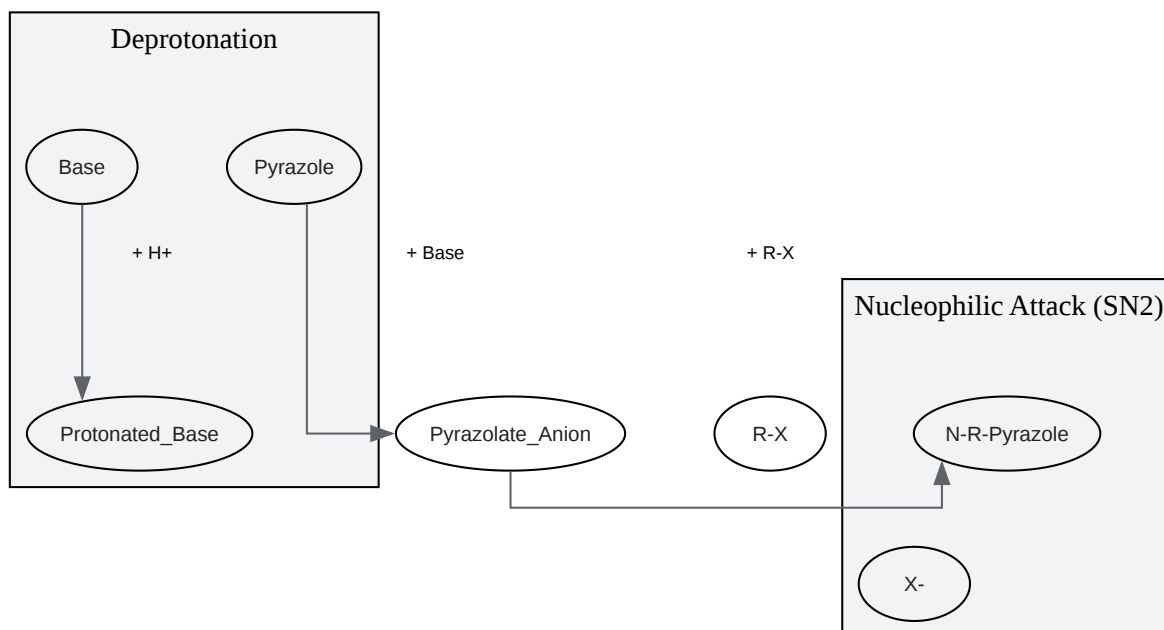 Deprotonation
Base
Pyrazole
+ H+
+ Base
+ R-X
Nucleophilic Attack (SN2)
Protonated_Base
Pyrazolate_Anion
R-X
N-R-Pyrazole
X-